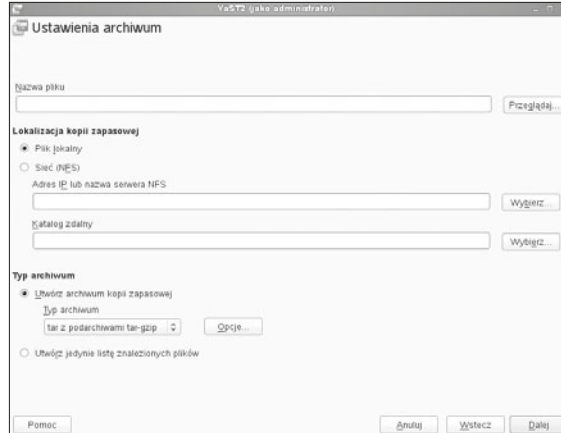 YaST2 (jako administrator)
Ustawienia archiwum
Nazwa pliku
Przeglądaj...
Lokalizacja kopii zapasowej
Plik lokalny
Sieć (NFS)
Adres IP lub nazwa serwera NFS
Wybierz...
Katalog zdalny
Wybierz...
Typ archiwum
Utwórz archiwum kopii zapasowej
Typ archiwum
tar z podarchiwami tar-gzip
Opcje...
Utwórz jedynie listę znalezionych plików
Pomoc
Anuluj
Wstecz
Dalej